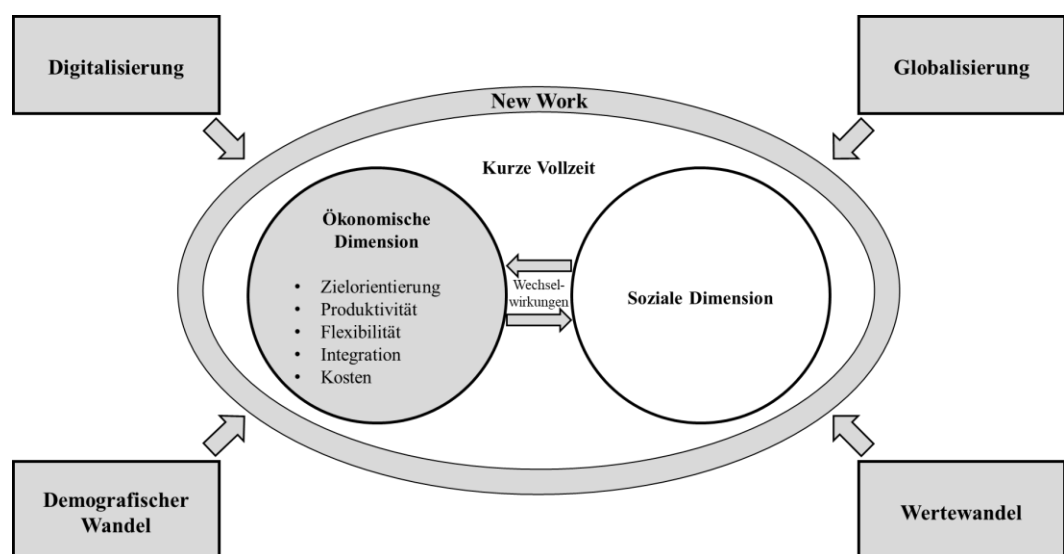 Digitalisierung
Globalisierung
New Work
Kurze Vollzeit
Ökonomische
Dimension
• Zielorientierung
• Produktivität
• Flexibilität
• Integration
• Kosten
Wechsel-
wirkungen
Soziale Dimension
Demografischer
Wandel
Wertewandel